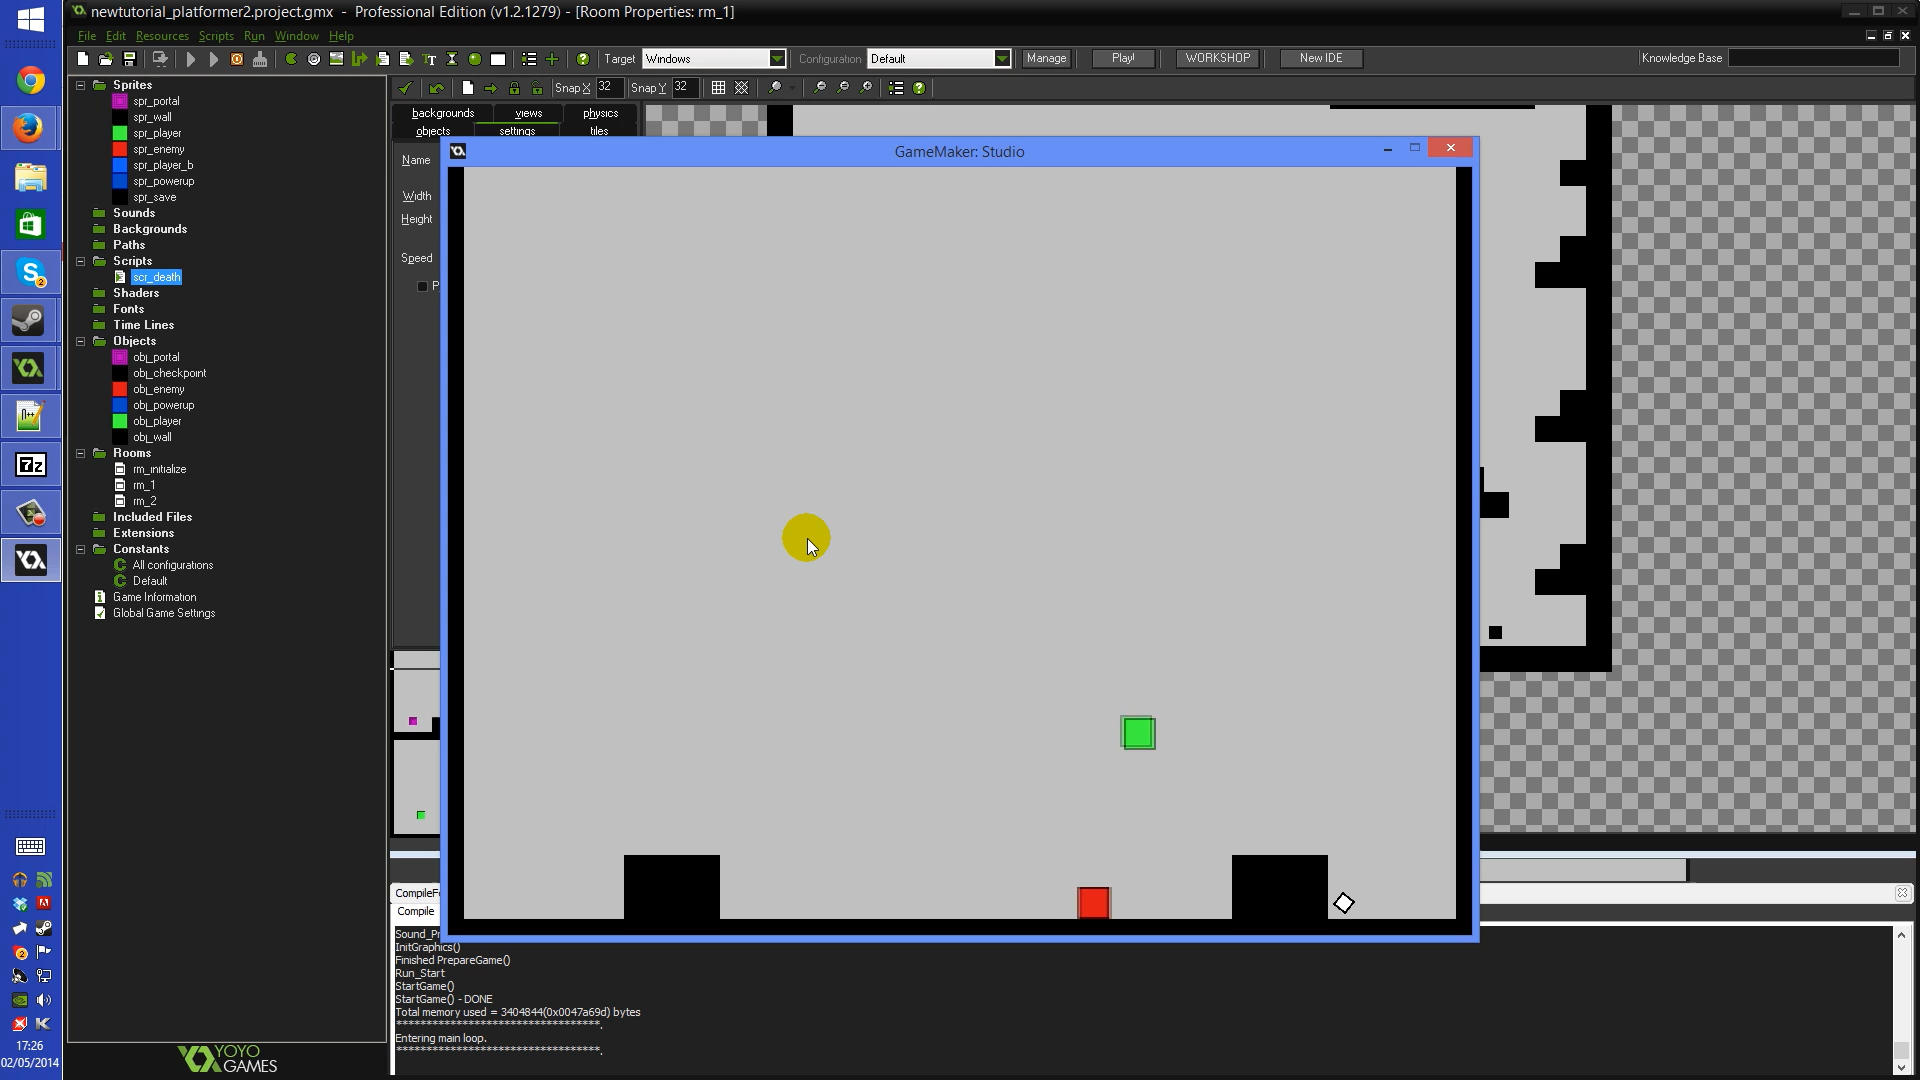 newtutorial_platformer2.project.gmx - Professional Edition (v1.2.1279) - [Room Properties: rm_1]
File Edit Resources Scripts Run Window Help
Target Windows Configuration Default Manage Play! WORKSHOP New IDE Knowledge Base
Snap X 32 Snap Y 32
backgrounds views physics
objects settings tiles
Name
Width
Height
Speed
Sprites
spr_portal
spr_wall
spr_player
spr_enemy
spr_player_b
spr_powerup
spr_save
Sounds
Backgrounds
Paths
Scripts
scr_death
Shaders
Fonts
Time Lines
Objects
obj_portal
obj_checkpoint
obj_enemy
obj_powerup
obj_player
obj_wall
Rooms
rm_initialize
rm_1
rm_2
Included Files
Extensions
Constants
All configurations
Default
Game Information
Global Game Settings
YOYO
GAMES
GameMaker: Studio
Compile
InitGraphics()
Finished PrepareGame()
Run_Start
StartGame()
StartGame() - DONE
Total memory used = 3404844(0x0047a69d) bytes
**********************************.
Entering main loop.
**********************************.
7z
17:26
02/05/2014